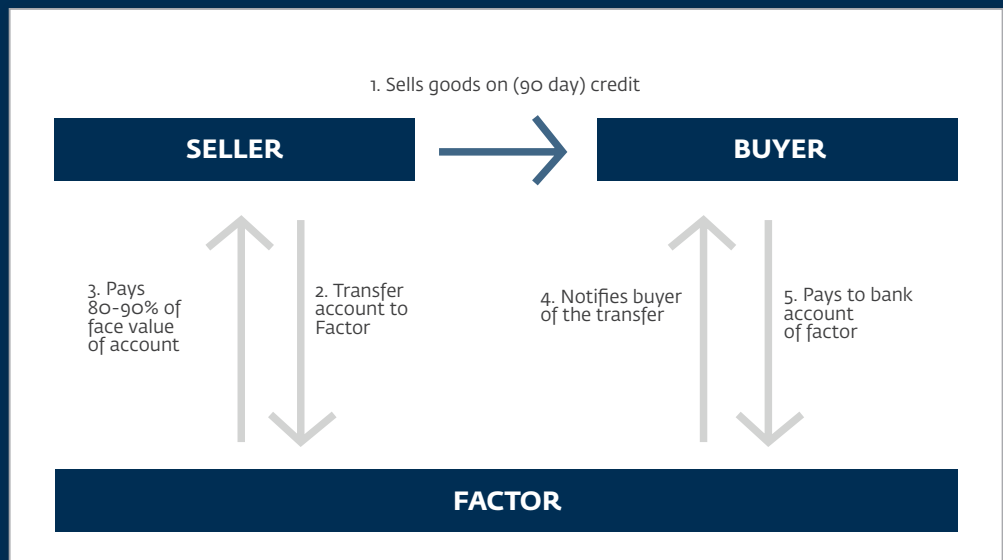 1. Sells goods on (90 day) credit
SELLER
BUYER
3. Pays
80-90% of
face value
of account
2. Transfer
account to
Factor
4. Notifies buyer
of the transfer
5. Pays to bank
account
of factor
FACTOR